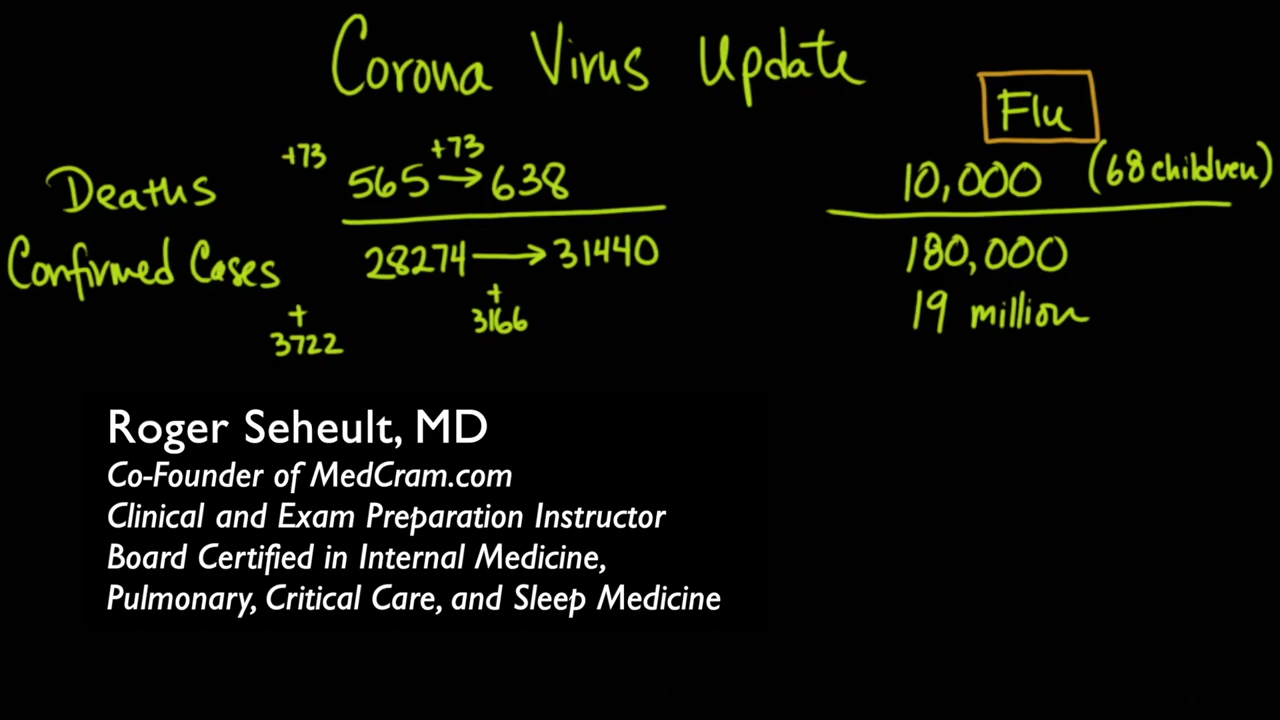 Corona Virus Update
Flu
+73
+73
Deaths 565 → 638 10,000 (68 children)
Confirmed Cases 28274 → 31440 180,000
+ 3722
+ 3166
19 million
Roger Seheult, MD
Co-Founder of MedCram.com
Clinical and Exam Preparation Instructor
Board Certified in Internal Medicine,
Pulmonary, Critical Care, and Sleep Medicine